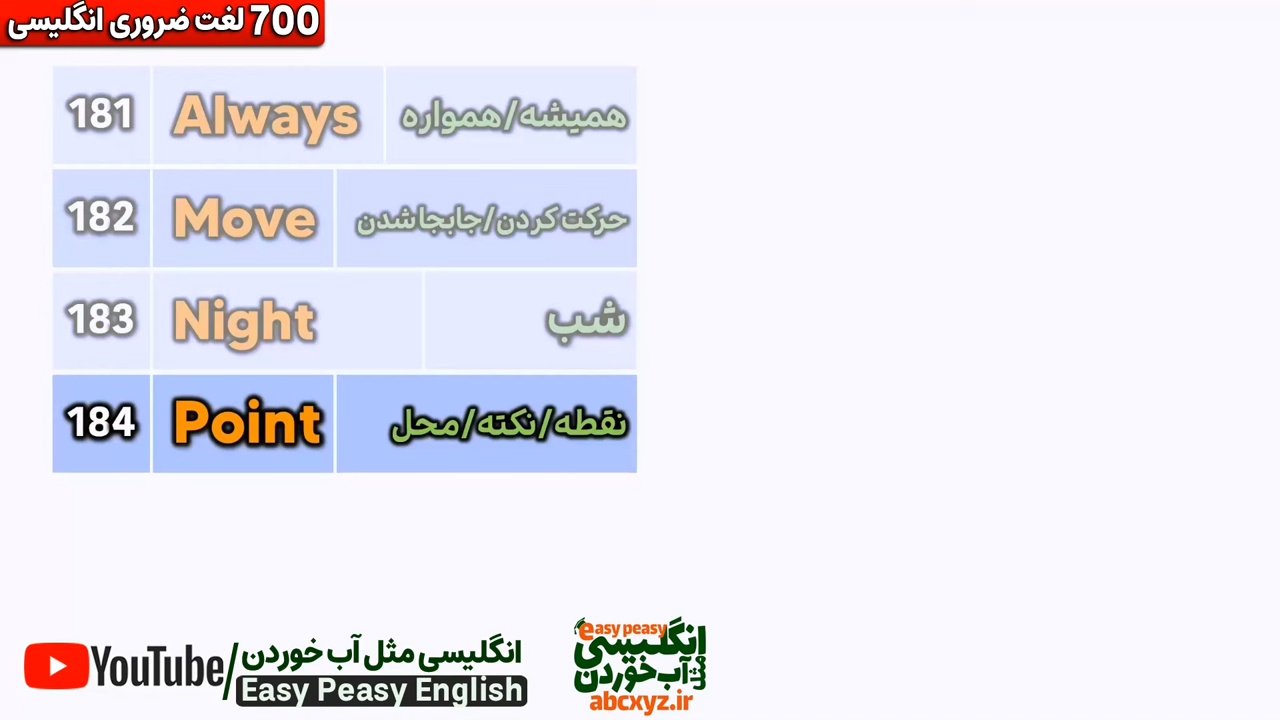 700 لغت ضروری انگلیسی
181 Always همیشه/همواره
182 Move حرکت کردن/جابجا شدن
183 Night شب
184 Point نقطه/نکته/محل
YouTube/انگلیسی مثل آب خوردن
Easy Peasy English
easy peasy
انگلیسی
مثل آب خوردن
abcxyz.ir